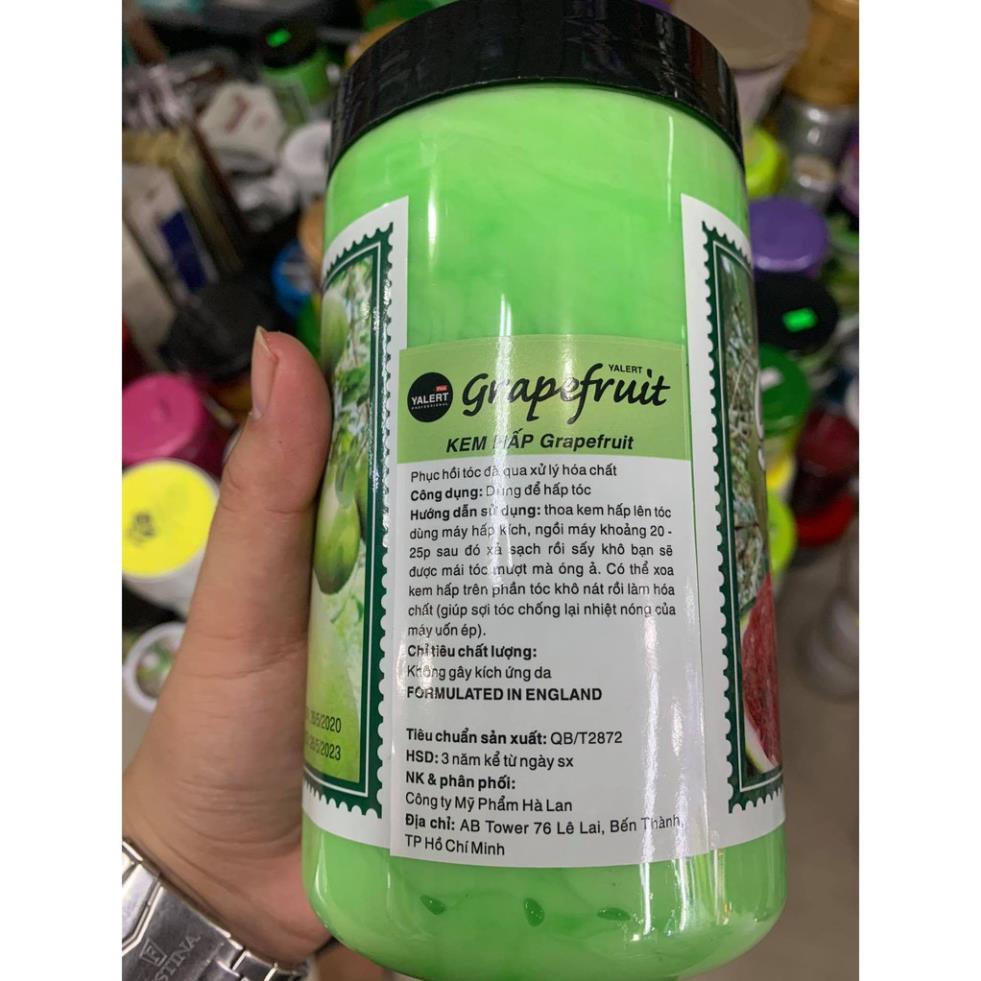 YALERT
Plus
YALERT
PROFESSIONAL
Grapefruit
KEM HẤP Grapefruit
Phục hồi tóc đã qua xử lý hóa chất
Công dụng: Dùng để hấp tóc
Hướng dẫn sử dụng: thoa kem hấp lên tóc
dùng máy hấp kích, ngồi máy khoảng 20 -
25p sau đó xả sạch rồi sấy khô bạn sẽ
được mái tóc mượt mà óng ả. Có thể xoa
kem hấp trên phần tóc khô nát rồi làm hóa
chất (giúp sợi tóc chống lại nhiệt nóng của
máy uốn ép).
Chỉ tiêu chất lượng:
Không gây kích ứng da
FORMULATED IN ENGLAND
Tiêu chuẩn sản xuất: QB/T2872
HSD: 3 năm kể từ ngày sx
NK & phân phối:
Công ty Mỹ Phẩm Hà Lan
Địa chỉ: AB Tower 76 Lê Lai, Bến Thành,
TP Hồ Chí Minh
/5/2020
/5/2023